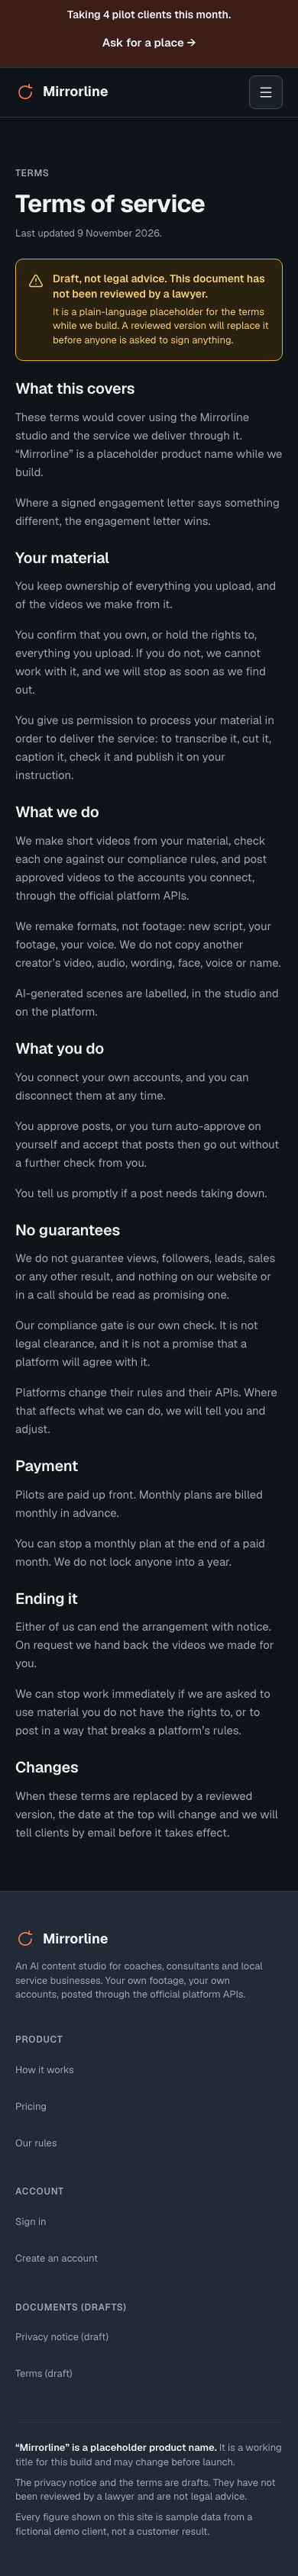 Taking 4 pilot clients this month.
Ask for a place →
Mirrorline
TERMS
Terms of service
Last updated 9 November 2026.
Draft, not legal advice. This document has
not been reviewed by a lawyer.
It is a plain-language placeholder for the terms
while we build. A reviewed version will replace it
before anyone is asked to sign anything.
What this covers
These terms would cover using the Mirrorline
studio and the service we deliver through it.
“Mirrorline” is a placeholder product name while we
build.
Where a signed engagement letter says something
different, the engagement letter wins.
Your material
You keep ownership of everything you upload, and
of the videos we make from it.
You confirm that you own, or hold the rights to,
everything you upload. If you do not, we cannot
work with it, and we will stop as soon as we find
out.
You give us permission to process your material in
order to deliver the service: to transcribe it, cut it,
caption it, check it and publish it on your
instruction.
What we do
We make short videos from your material, check
each one against our compliance rules, and post
approved videos to the accounts you connect,
through the official platform APIs.
We remake formats, not footage: new script, your
footage, your voice. We do not copy another
creator’s video, audio, wording, face, voice or name.
AI-generated scenes are labelled, in the studio and
on the platform.
What you do
You connect your own accounts, and you can
disconnect them at any time.
You approve posts, or you turn auto-approve on
yourself and accept that posts then go out without
a further check from you.
You tell us promptly if a post needs taking down.
No guarantees
We do not guarantee views, followers, leads, sales
or any other result, and nothing on our website or
in a call should be read as promising one.
Our compliance gate is our own check. It is not
legal clearance, and it is not a promise that a
platform will agree with it.
Platforms change their rules and their APIs. Where
that affects what we can do, we will tell you and
adjust.
Payment
Pilots are paid up front. Monthly plans are billed
monthly in advance.
You can stop a monthly plan at the end of a paid
month. We do not lock anyone into a year.
Ending it
Either of us can end the arrangement with notice.
On request we hand back the videos we made for
you.
We can stop work immediately if we are asked to
use material you do not have the rights to, or to
post in a way that breaks a platform’s rules.
Changes
When these terms are replaced by a reviewed
version, the date at the top will change and we will
tell clients by email before it takes effect.
Mirrorline
An AI content studio for coaches, consultants and local
service businesses. Your own footage, your own
accounts, posted through the official platform APIs.
PRODUCT
How it works
Pricing
Our rules
ACCOUNT
Sign in
Create an account
DOCUMENTS (DRAFTS)
Privacy notice (draft)
Terms (draft)
“Mirrorline” is a placeholder product name. It is a working
title for this build and may change before launch.
The privacy notice and the terms are drafts. They have not
been reviewed by a lawyer and are not legal advice.
Every figure shown on this site is sample data from a
fictional demo client, not a customer result.